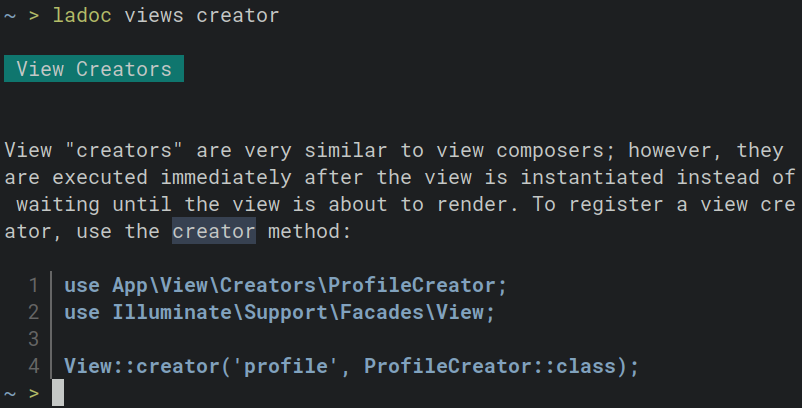 ~ > ladoc views creator
View Creators
View "creators" are very similar to view composers; however, they
are executed immediately after the view is instantiated instead of
waiting until the view is about to render. To register a view cre
ator, use the creator method:
1 use App\View\Creators\ProfileCreator;
2 use Illuminate\Support\Facades\View;
3
4 View::creator('profile', ProfileCreator::class);
~ >